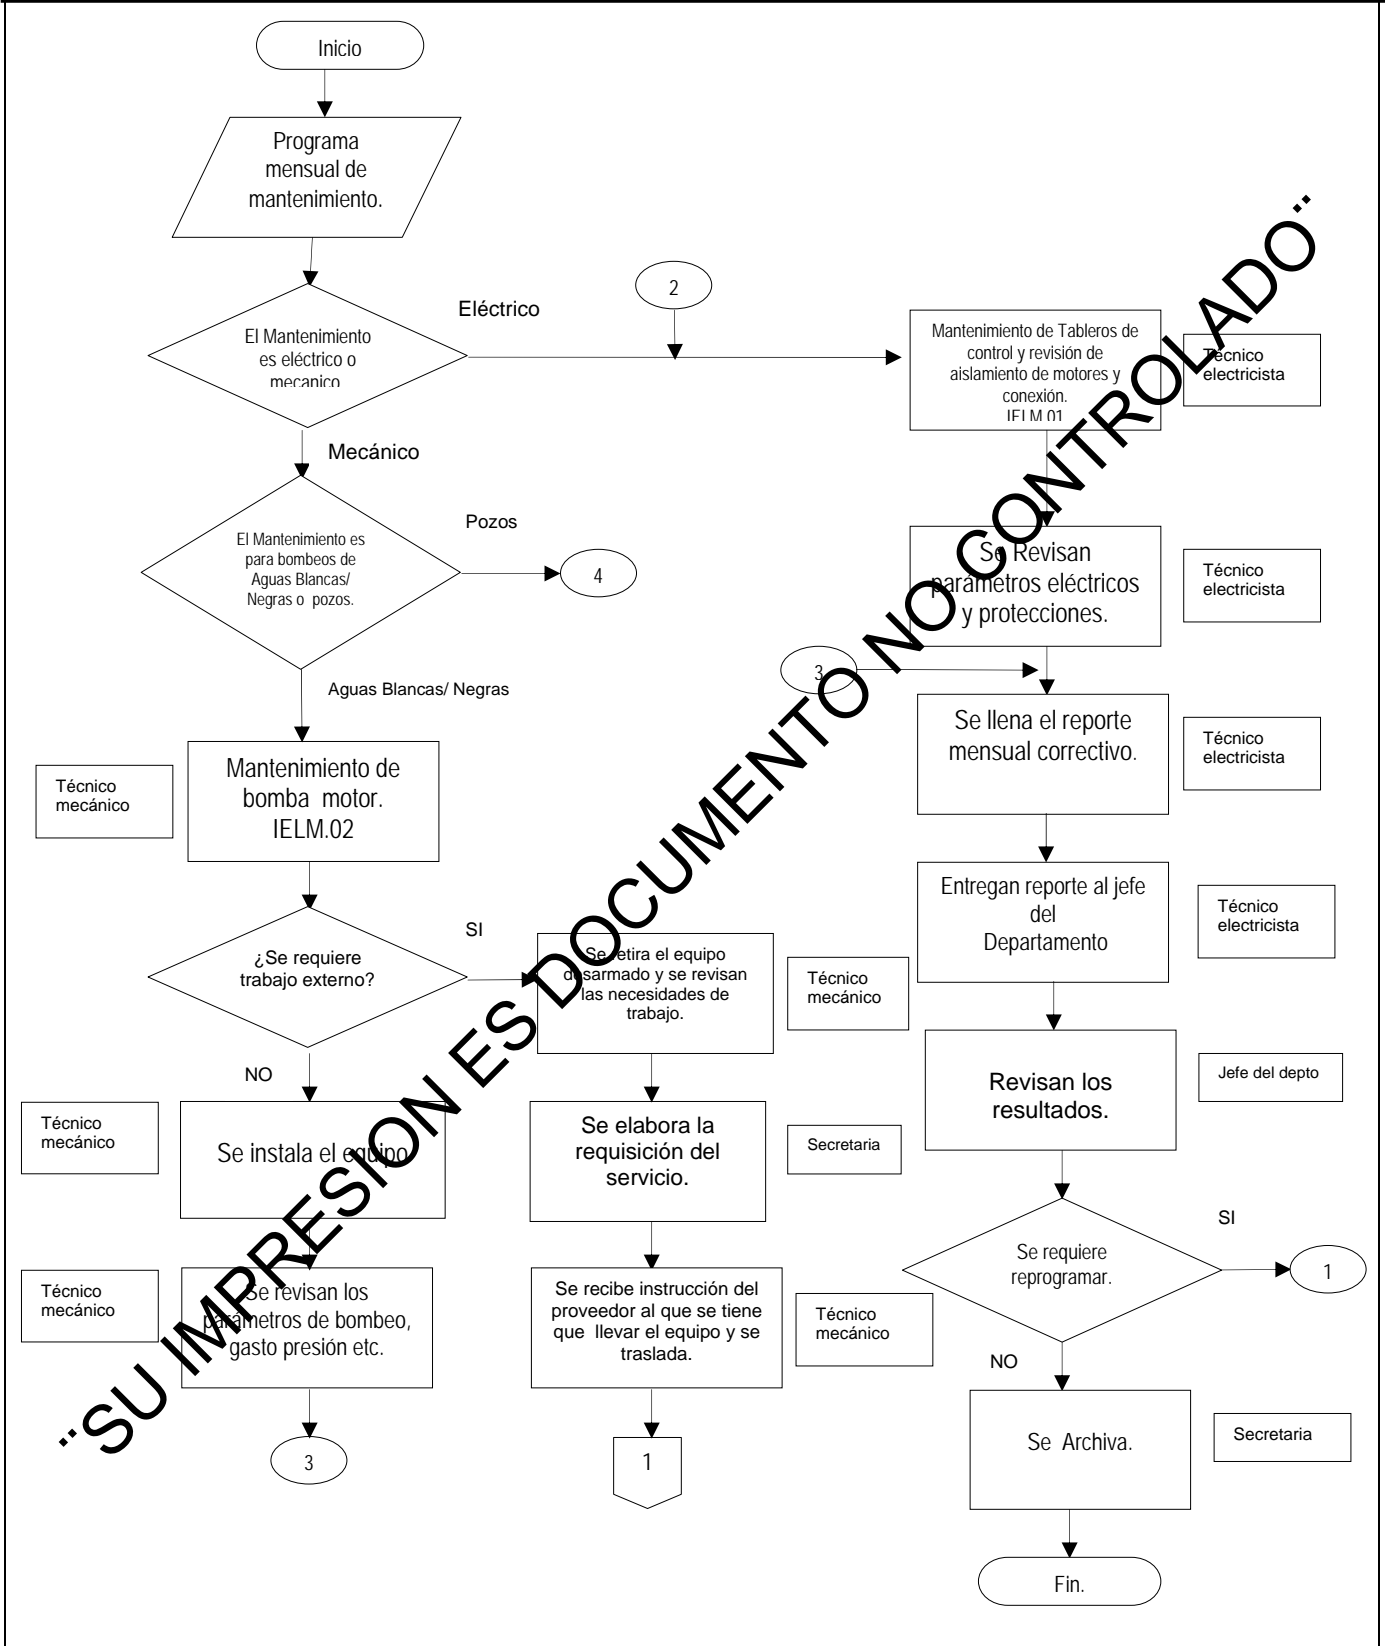 Inicio
Programa
mensual de
mantenimiento.
El Mantenimiento
es eléctrico o
mecanico
Eléctrico
2
Mantenimiento de Tableros de
control y revisión de
aislamiento de motores y
conexión.
IELM.01
Técnico
electricista
Mecánico
El Mantenimiento es
para bombeos de
Aguas Blancas/
Negras o pozos.
Pozos
4
Se Revisan
parámetros eléctricos
y protecciones.
Técnico
electricista
3
Aguas Blancas/ Negras
Se llena el reporte
mensual correctivo.
Técnico
electricista
Técnico
mecánico
Mantenimiento de
bomba motor.
IELM.02
Entregan reporte al jefe
del
Departamento
Técnico
electricista
¿Se requiere
trabajo externo?
SI
Se retira el equipo
desarmado y se revisan
las necesidades de
trabajo.
Técnico
mecánico
Revisan los
resultados.
Jefe del depto
NO
Técnico
mecánico
Se instala el equipo
Se elabora la
requisición del
servicio.
Secretaria
Se requiere
reprogramar.
SI
1
Técnico
mecánico
Se revisan los
parámetros de bombeo,
gasto presión etc.
Se recibe instrucción del
proveedor al que se tiene
que llevar el equipo y se
traslada.
Técnico
mecánico
NO
3
1
Se Archiva.
Secretaria
Fin.
¨SU IMPRESION ES DOCUMENTO NO CONTROLADO¨